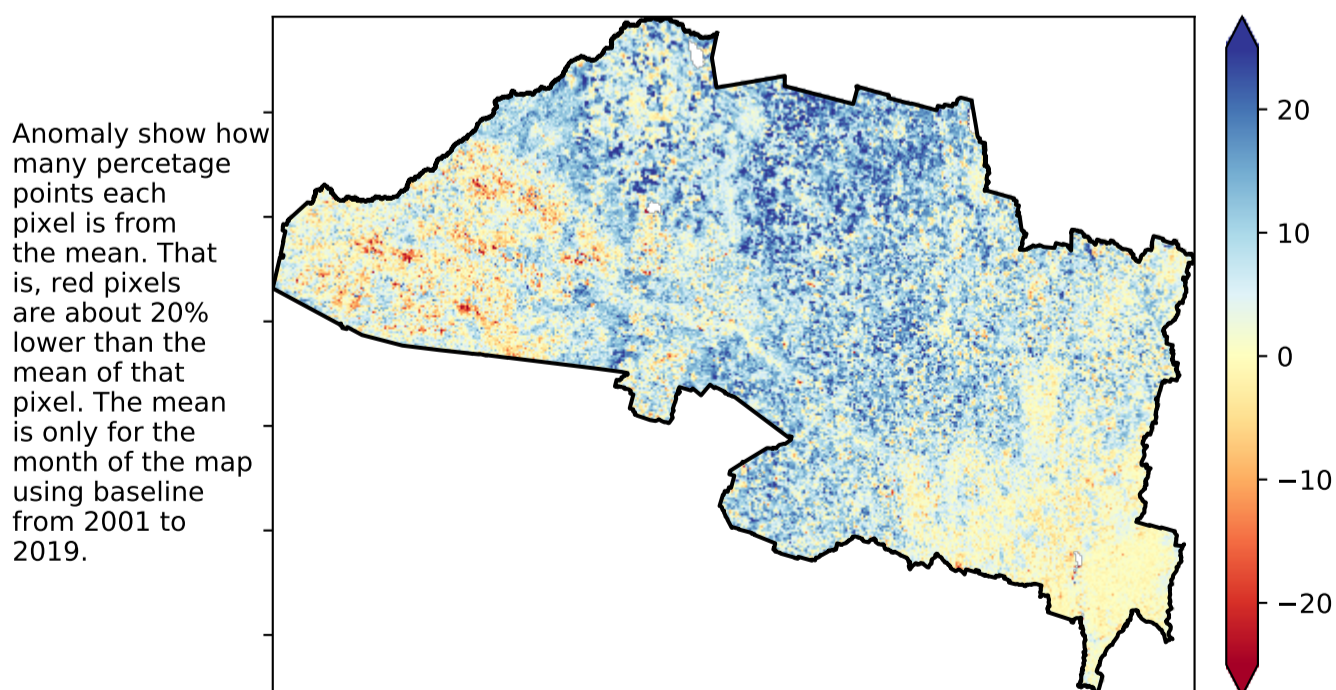 Anomaly show how
many percetage
points each
pixel is from
the mean. That
is, red pixels
are about 20%
lower than the
mean of that
pixel. The mean
is only for the
month of the map
using baseline
from 2001 to
2019.
20
10
0
−10
−20